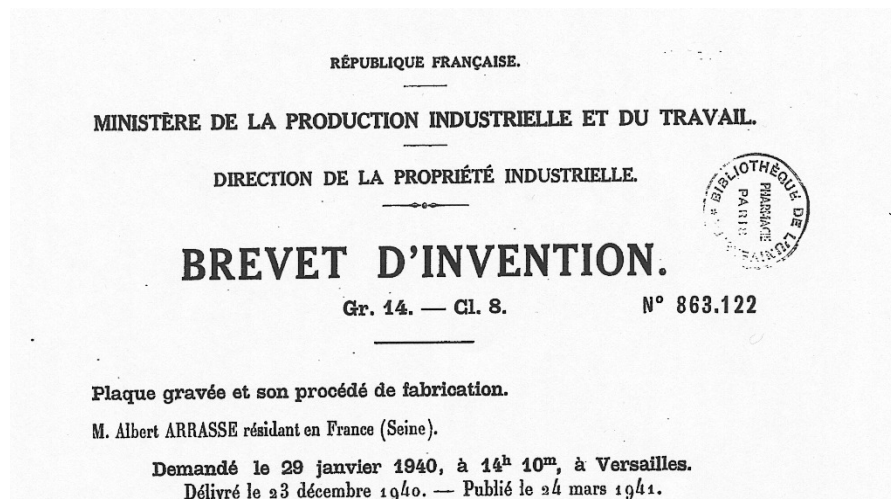 RÉPUBLIQUE FRANÇAISE.
MINISTÈRE DE LA PRODUCTION INDUSTRIELLE ET DU TRAVAIL.
DIRECTION DE LA PROPRIÉTÉ INDUSTRIELLE.
BIBLIOTHÈQUE DE L'UNIV
PHARMACIE
PARIS
BREVET D'INVENTION.
Gr. 14. — Cl. 8.
N° 863.122
Plaque gravée et son procédé de fabrication.
M. Albert ARRASSE résidant en France (Seine).
Demandé le 29 janvier 1940, à 14ʰ 10ᵐ, à Versailles.
Délivré le 23 décembre 1940. — Publié le 24 mars 1941.